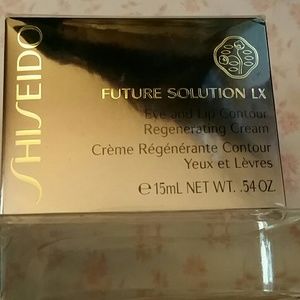 SHISEIDO
FUTURE SOLUTION LX
Eye and Lip Contour
Regenerating Cream
Crème Régénérante Contour
Yeux et Lèvres
℮ 15mL NET WT. .54 OZ.